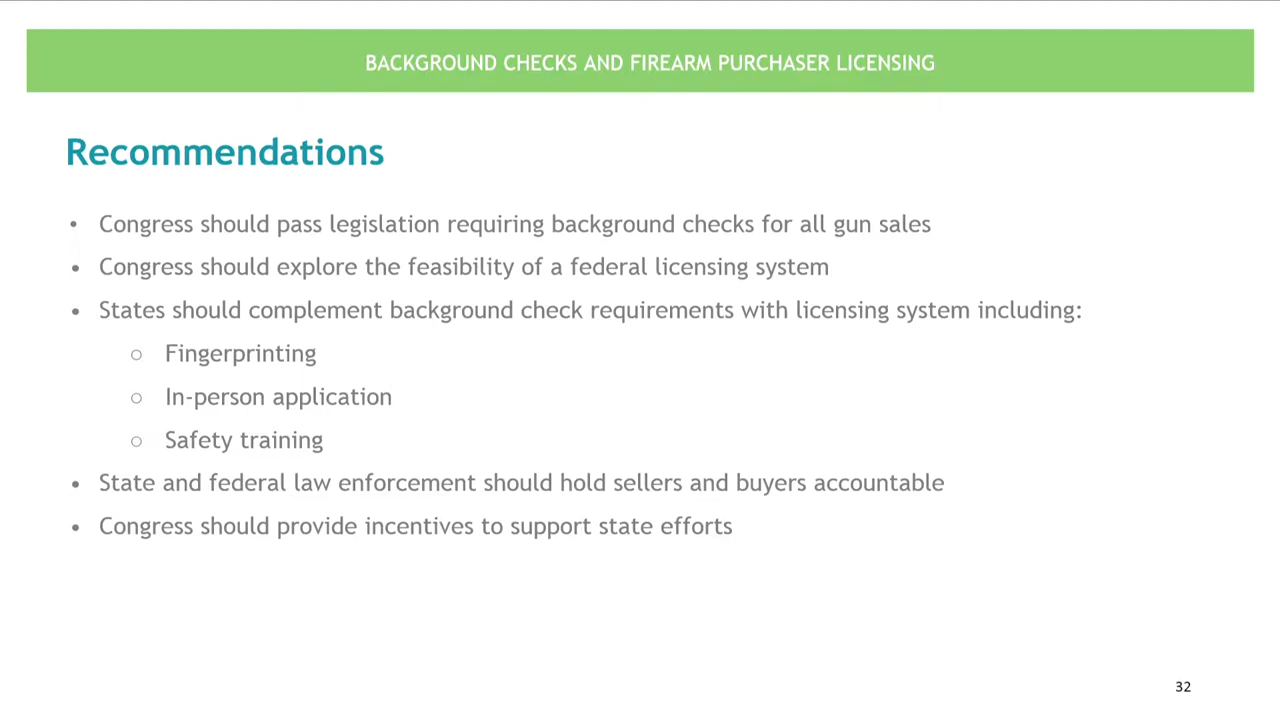 BACKGROUND CHECKS AND FIREARM PURCHASER LICENSING
Recommendations
• Congress should pass legislation requiring background checks for all gun sales
• Congress should explore the feasibility of a federal licensing system
• States should complement background check requirements with licensing system including:
○ Fingerprinting
○ In-person application
○ Safety training
• State and federal law enforcement should hold sellers and buyers accountable
• Congress should provide incentives to support state efforts
32